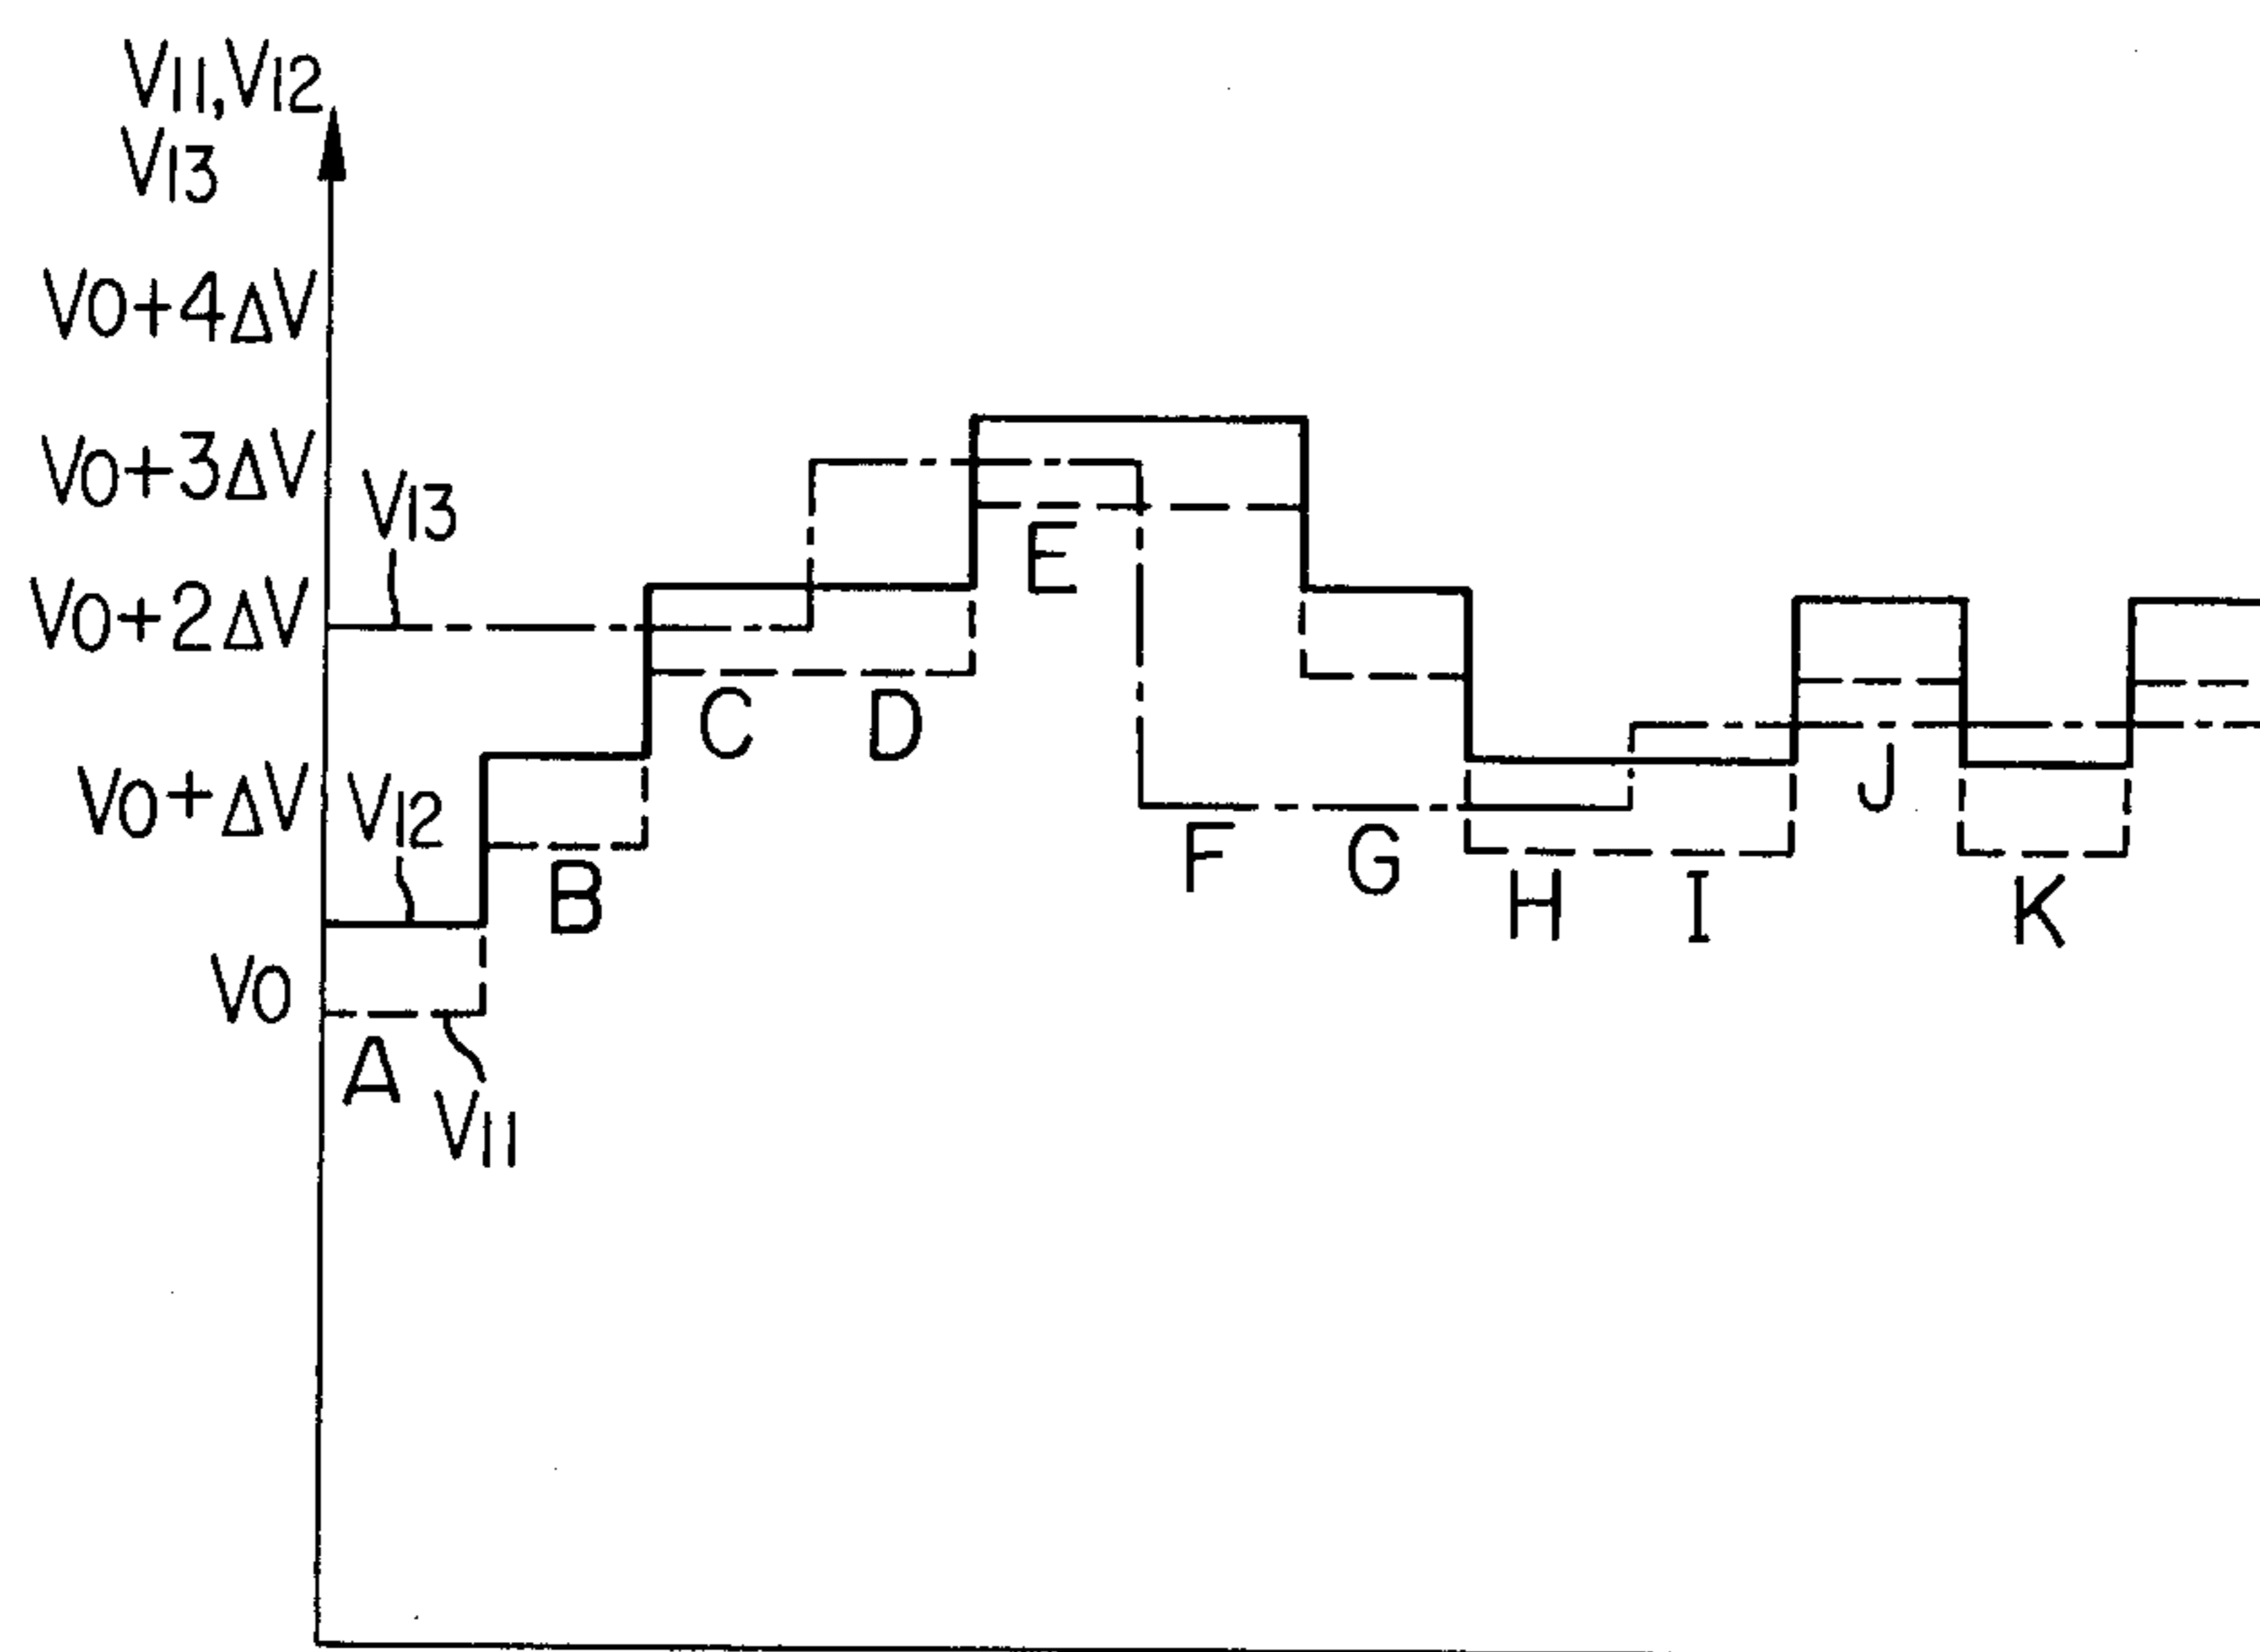 V11,V12
V13
V0+4ΔV
V0+3ΔV
V13
E
V0+2ΔV
C D
V0+ΔV
V12
J
B
F G
H I K
V0
A
V11